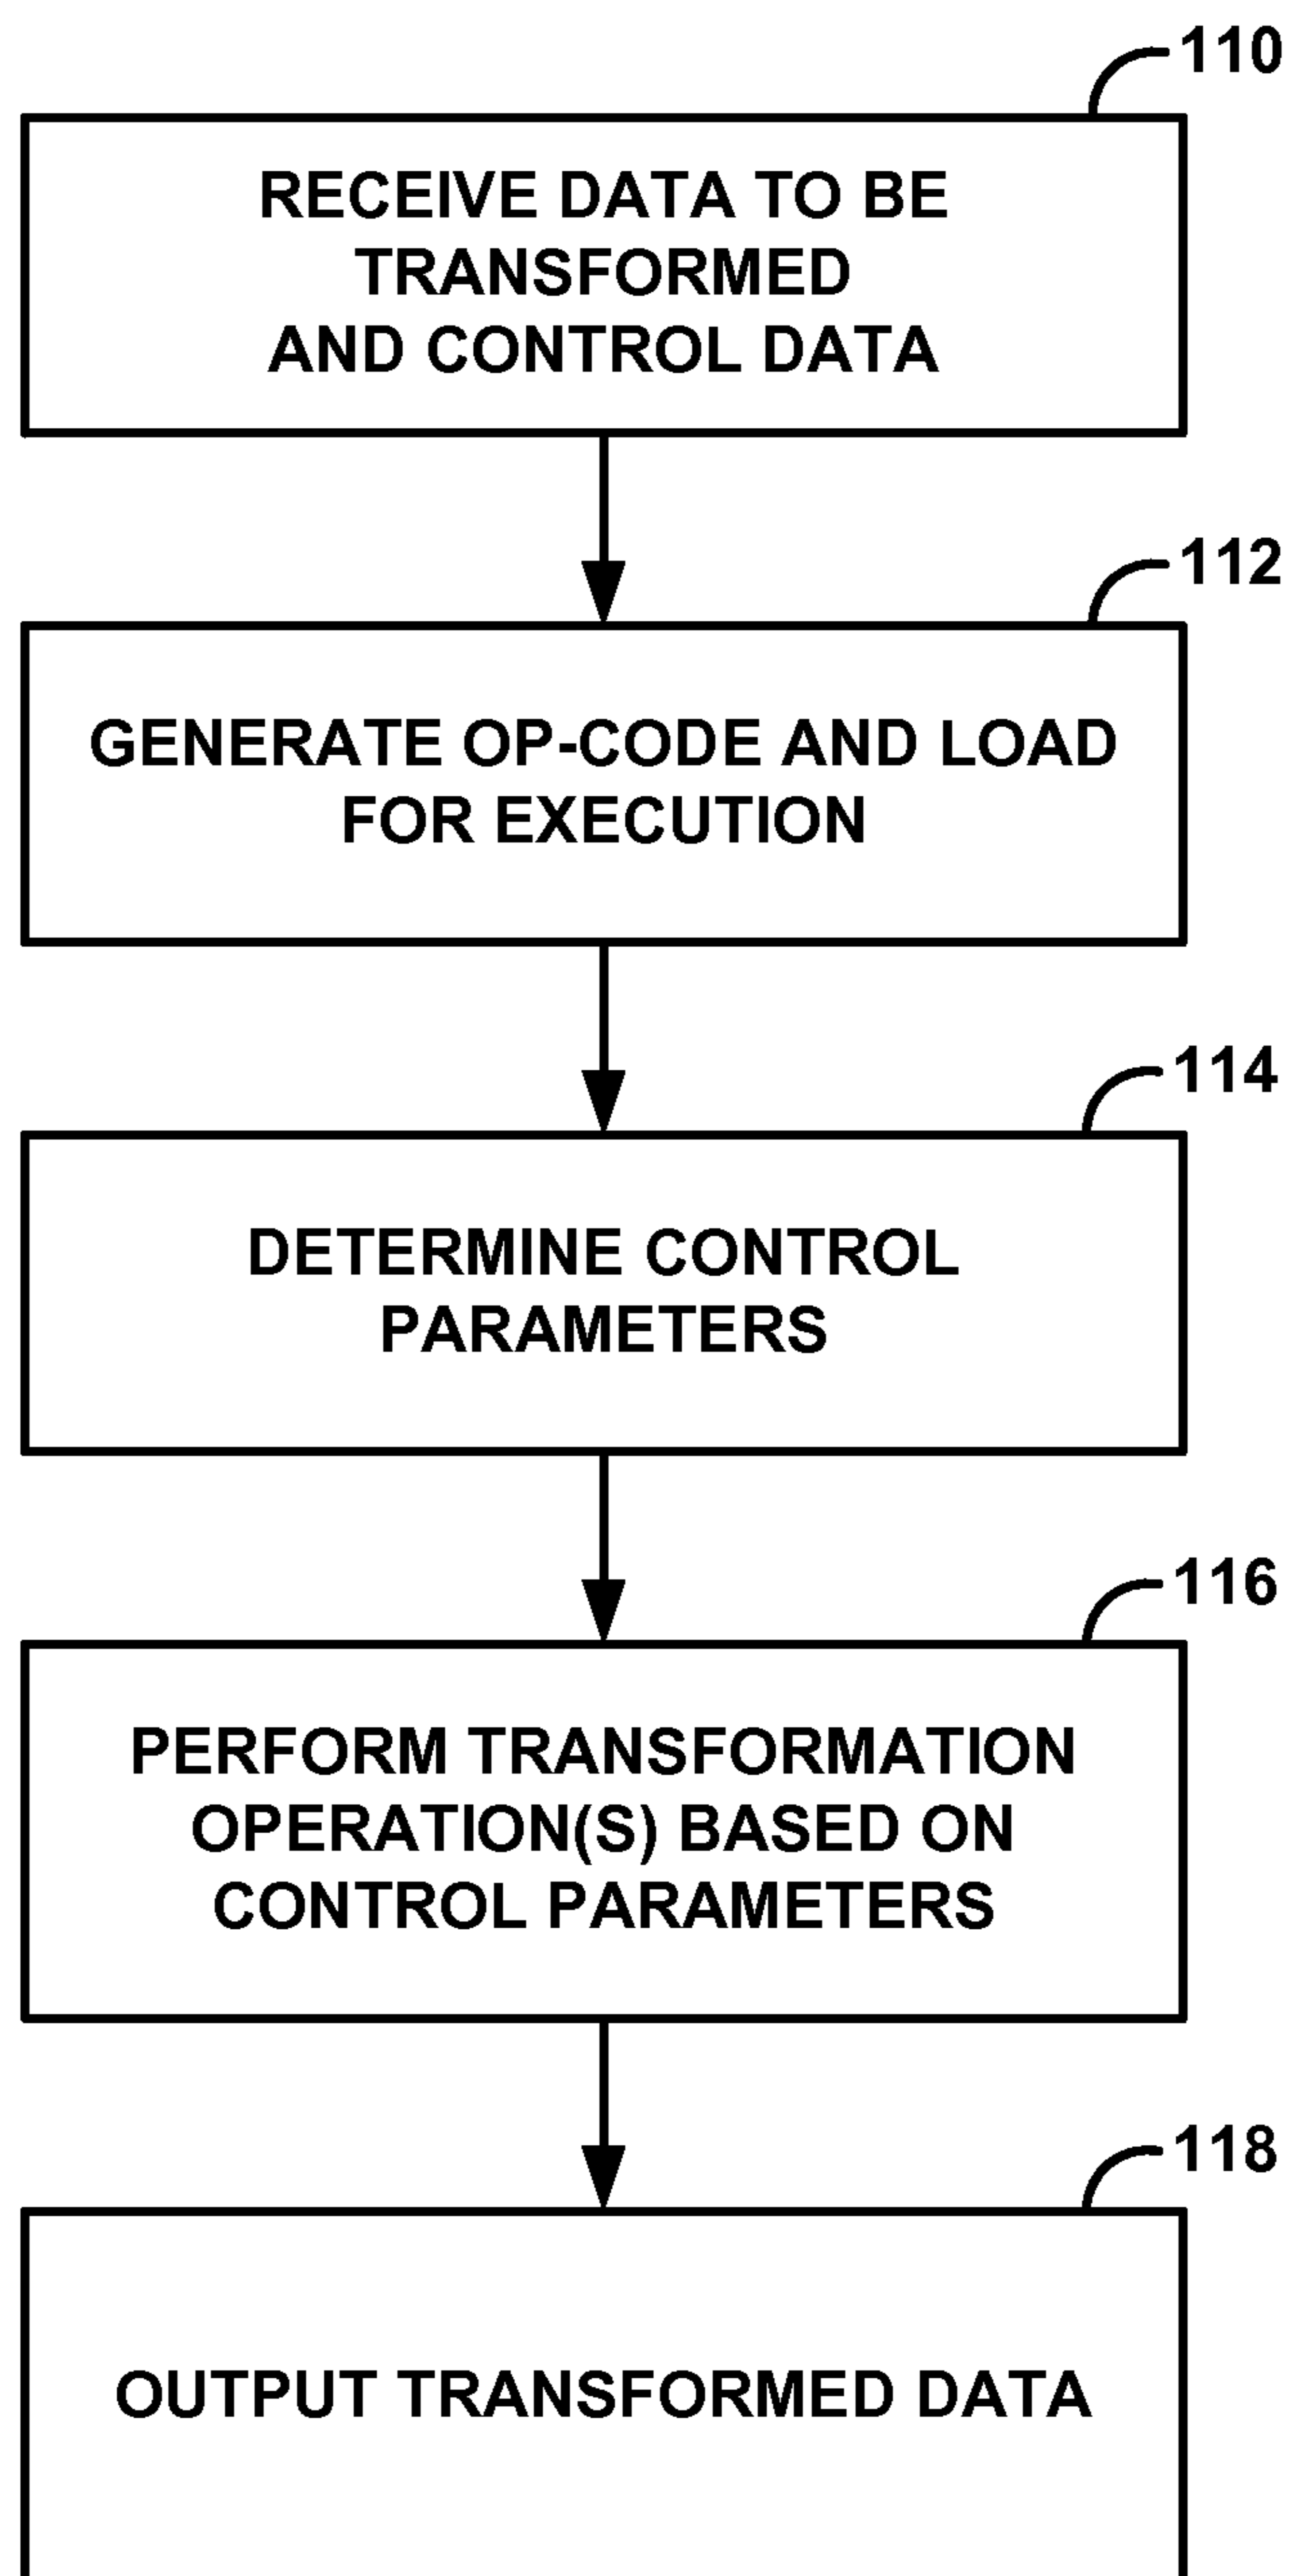 110
RECEIVE DATA TO BE
TRANSFORMED
AND CONTROL DATA
112
GENERATE OP-CODE AND LOAD
FOR EXECUTION
114
DETERMINE CONTROL
PARAMETERS
116
PERFORM TRANSFORMATION
OPERATION(S) BASED ON
CONTROL PARAMETERS
118
OUTPUT TRANSFORMED DATA